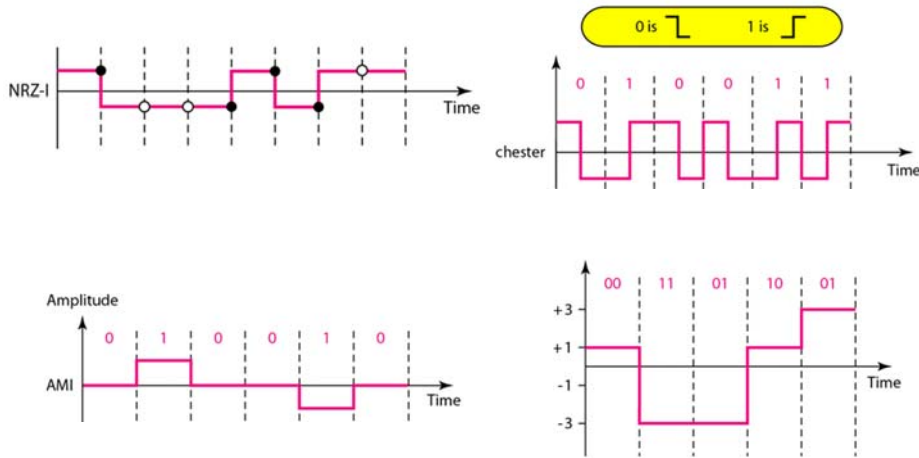 NRZ-I
Time
0 is 1 is
0 1 0 0 1 1
chester
Time
Amplitude
0 1 0 0 1 0
AMI
Time
00 11 01 10 01
+3
+1
-1
-3
Time